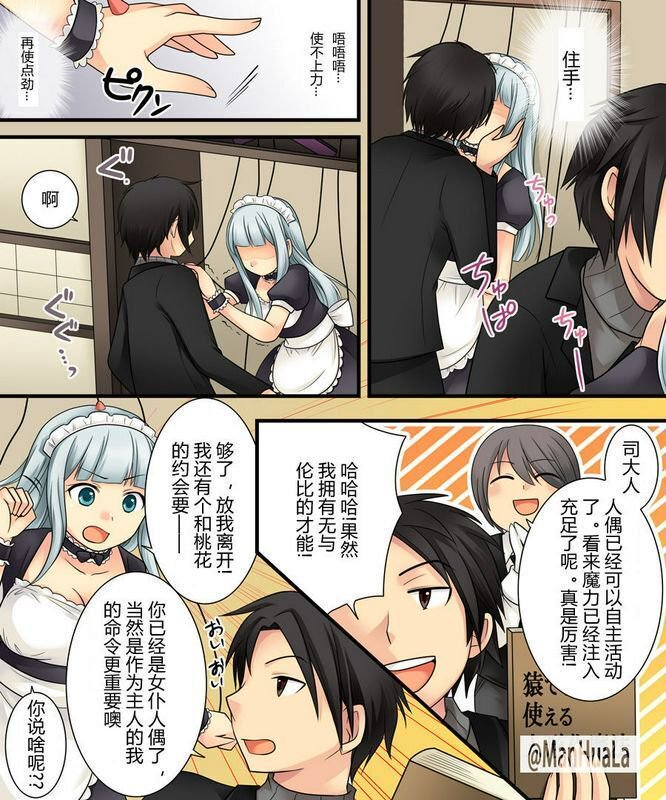 住手…
ちゅっ
ちゅー
ちゅぱ
唔唔唔…
使不上力…
再使点劲…
ピクン
啊
ぐぐ…
ぐぐ…っ
司大人
人偶已经可以自主活动
了。看来魔力已经注入
充足了呢。真是厉害!
哈哈哈!果然
我拥有无与
伦比的才能!
猿で
使える
@ManHuaLa
够了,放我离开!
我还有个和桃花
的约会要——
おいおい
你已经是女仆人偶了,
当然是作为主人的我
的命令更重要噢
你说啥呢??